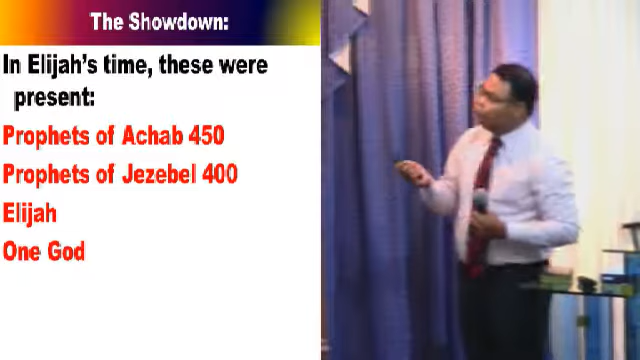 The Showdown:
In Elijah's time, these were
present:
Prophets of Achab 450
Prophets of Jezebel 400
Elijah
One God